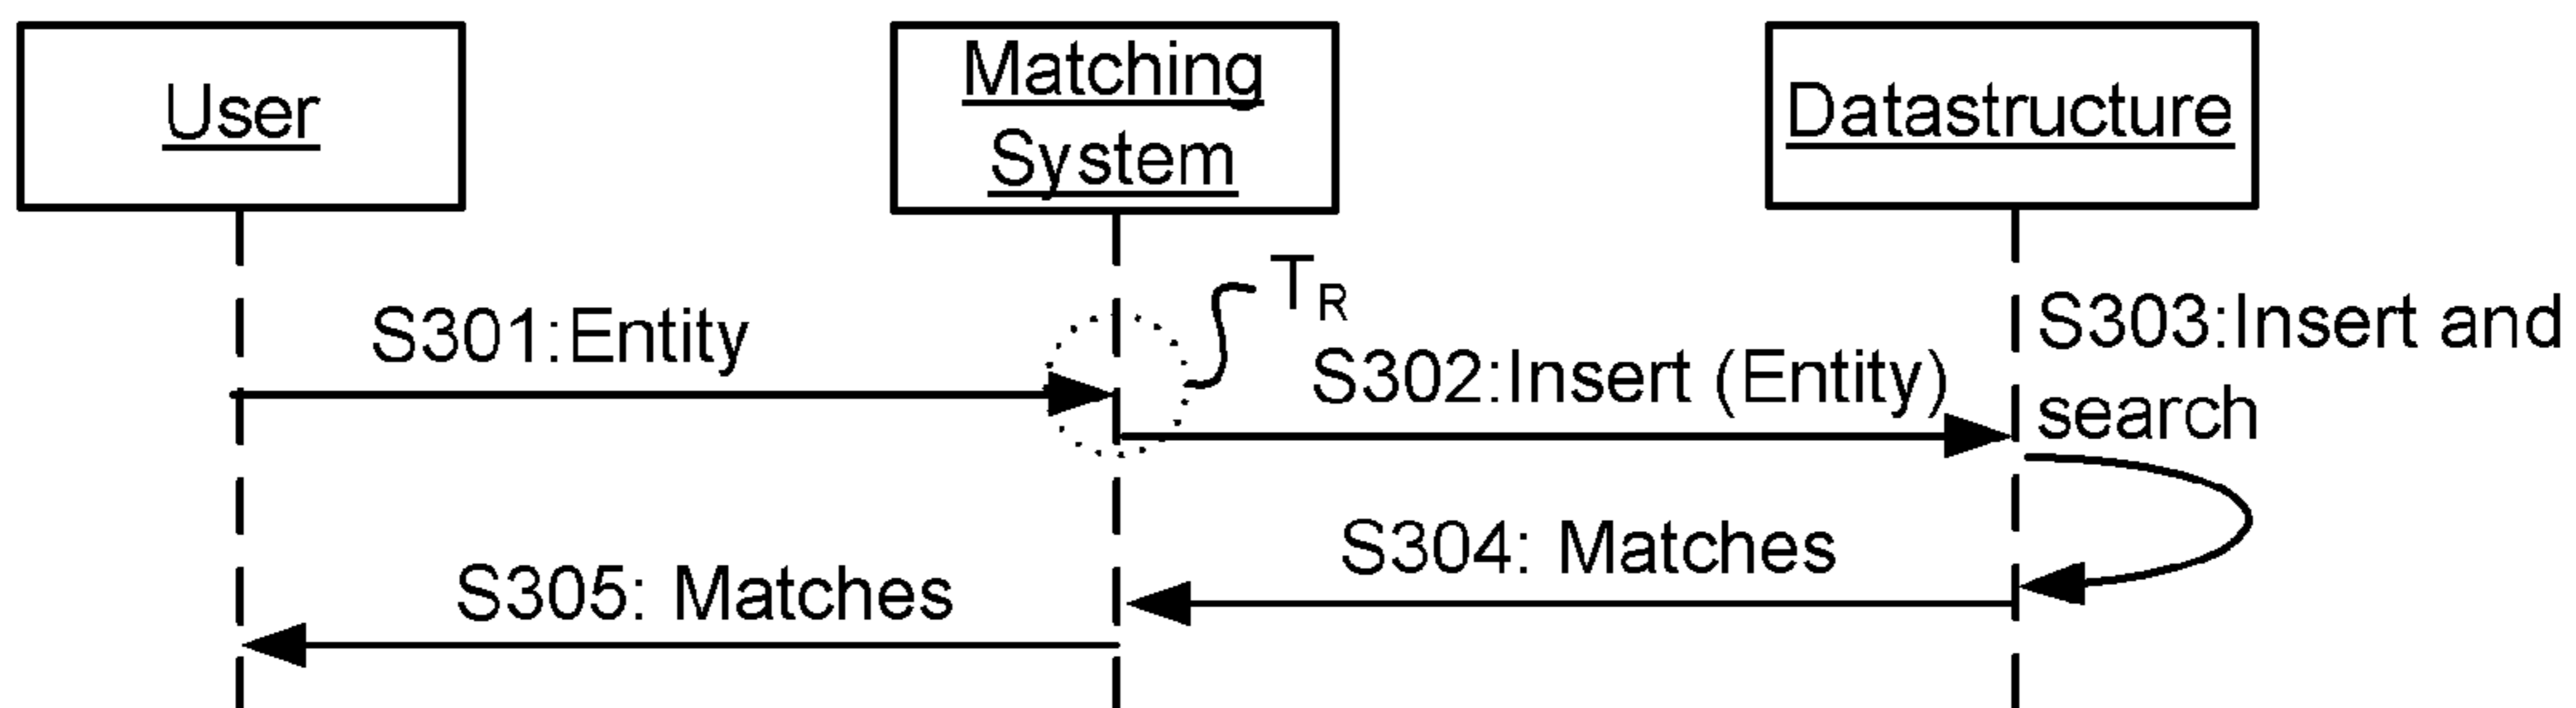 User
Matching
System
Datastructure
S301:Entity
T_R
S302:Insert (Entity)
S303:Insert and
search
S304: Matches
S305: Matches